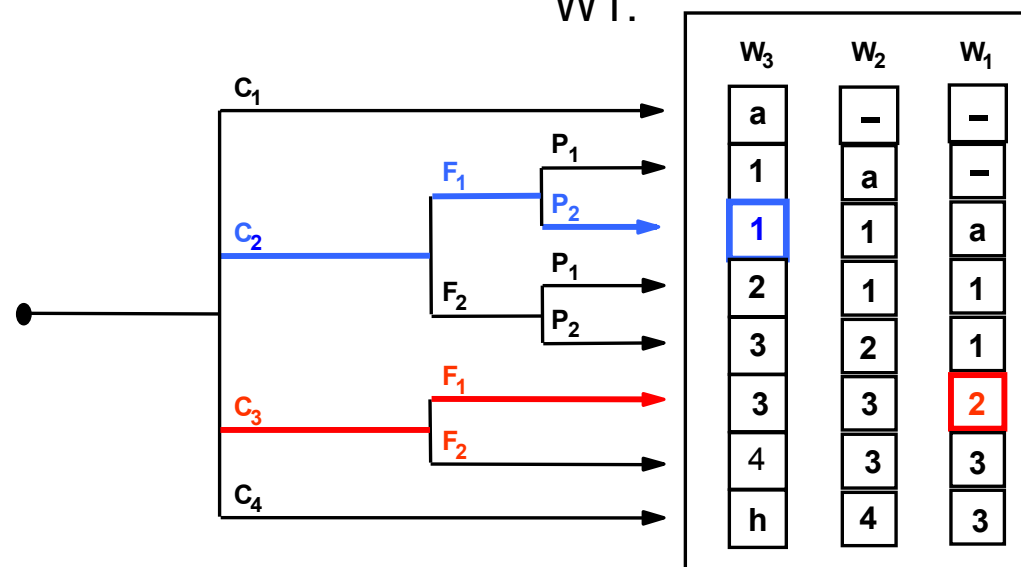 W1.
W3 W2 W1
C1 a – –
P1
F1 1 a –
P2
C2 1 1 a
P1
F2 2 1 1
P2
3 2 1
F1
C3 3 3 2
F2
4 3 3
C4
h 4 3